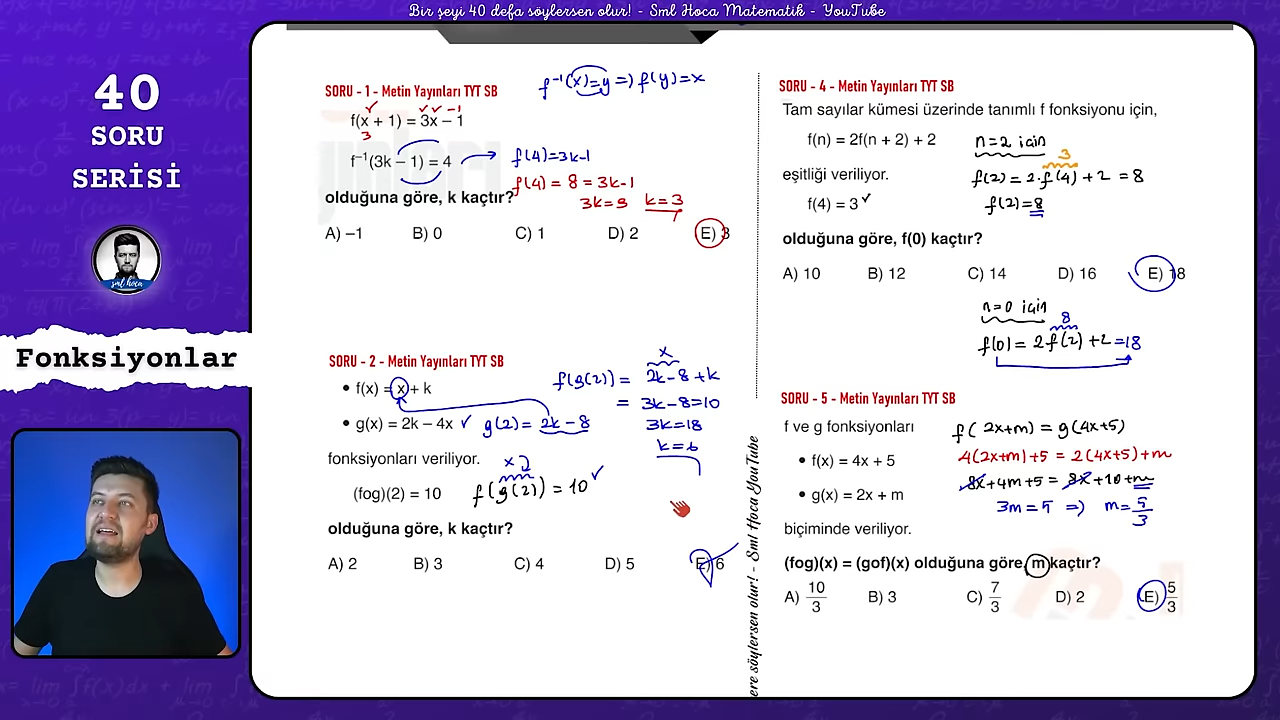 Bir şeyi 40 defa söylersen olur! - Sml Hoca Matematik - YouTube
40
SORU
SERİSİ
sml hoca
Fonksiyonlar
SORU - 1 - Metin Yayınları TYT SB
f⁻¹(x)=y ⇒ f(y)=x
f(x + 1) = 3x – 1
3
-1
f⁻¹(3k – 1) = 4
f(4)=3k-1
f(4) = 8 = 3k-1
olduğuna göre, k kaçtır?
3k=9 k=3
A) –1 B) 0 C) 1 D) 2 E) 3
SORU - 2 - Metin Yayınları TYT SB
• f(x) = x + k
• g(x) = 2k – 4x
g(2) = 2k-8
x
f(g(2)) = 2k-8+k
= 3k-8=10
3k=18
k=6
fonksiyonları veriliyor.
(fog)(2) = 10
x
f(g(2)) = 10
olduğuna göre, k kaçtır?
A) 2 B) 3 C) 4 D) 5 E) 6
ere söylersen olur! - Sml Hoca YouTube
SORU - 4 - Metin Yayınları TYT SB
Tam sayılar kümesi üzerinde tanımlı f fonksiyonu için,
f(n) = 2f(n + 2) + 2
eşitliği veriliyor.
f(4) = 3
n=2 için
3
f(2) = 2.f(4) + 2 = 8
f(2)=8
olduğuna göre, f(0) kaçtır?
A) 10 B) 12 C) 14 D) 16 E) 18
n=0 için
8
f(0) = 2f(2)+2=18
SORU - 5 - Metin Yayınları TYT SB
f ve g fonksiyonları
• f(x) = 4x + 5
• g(x) = 2x + m
biçiminde veriliyor.
f(2x+m) = g(4x+5)
4(2x+m)+5 = 2(4x+5)+m
8x+4m+5 = 8x+10+m
3m=5 ⇒ m=5/3
(fog)(x) = (gof)(x) olduğuna göre, m kaçtır?
A) 10/3 B) 3 C) 7/3 D) 2 E) 5/3